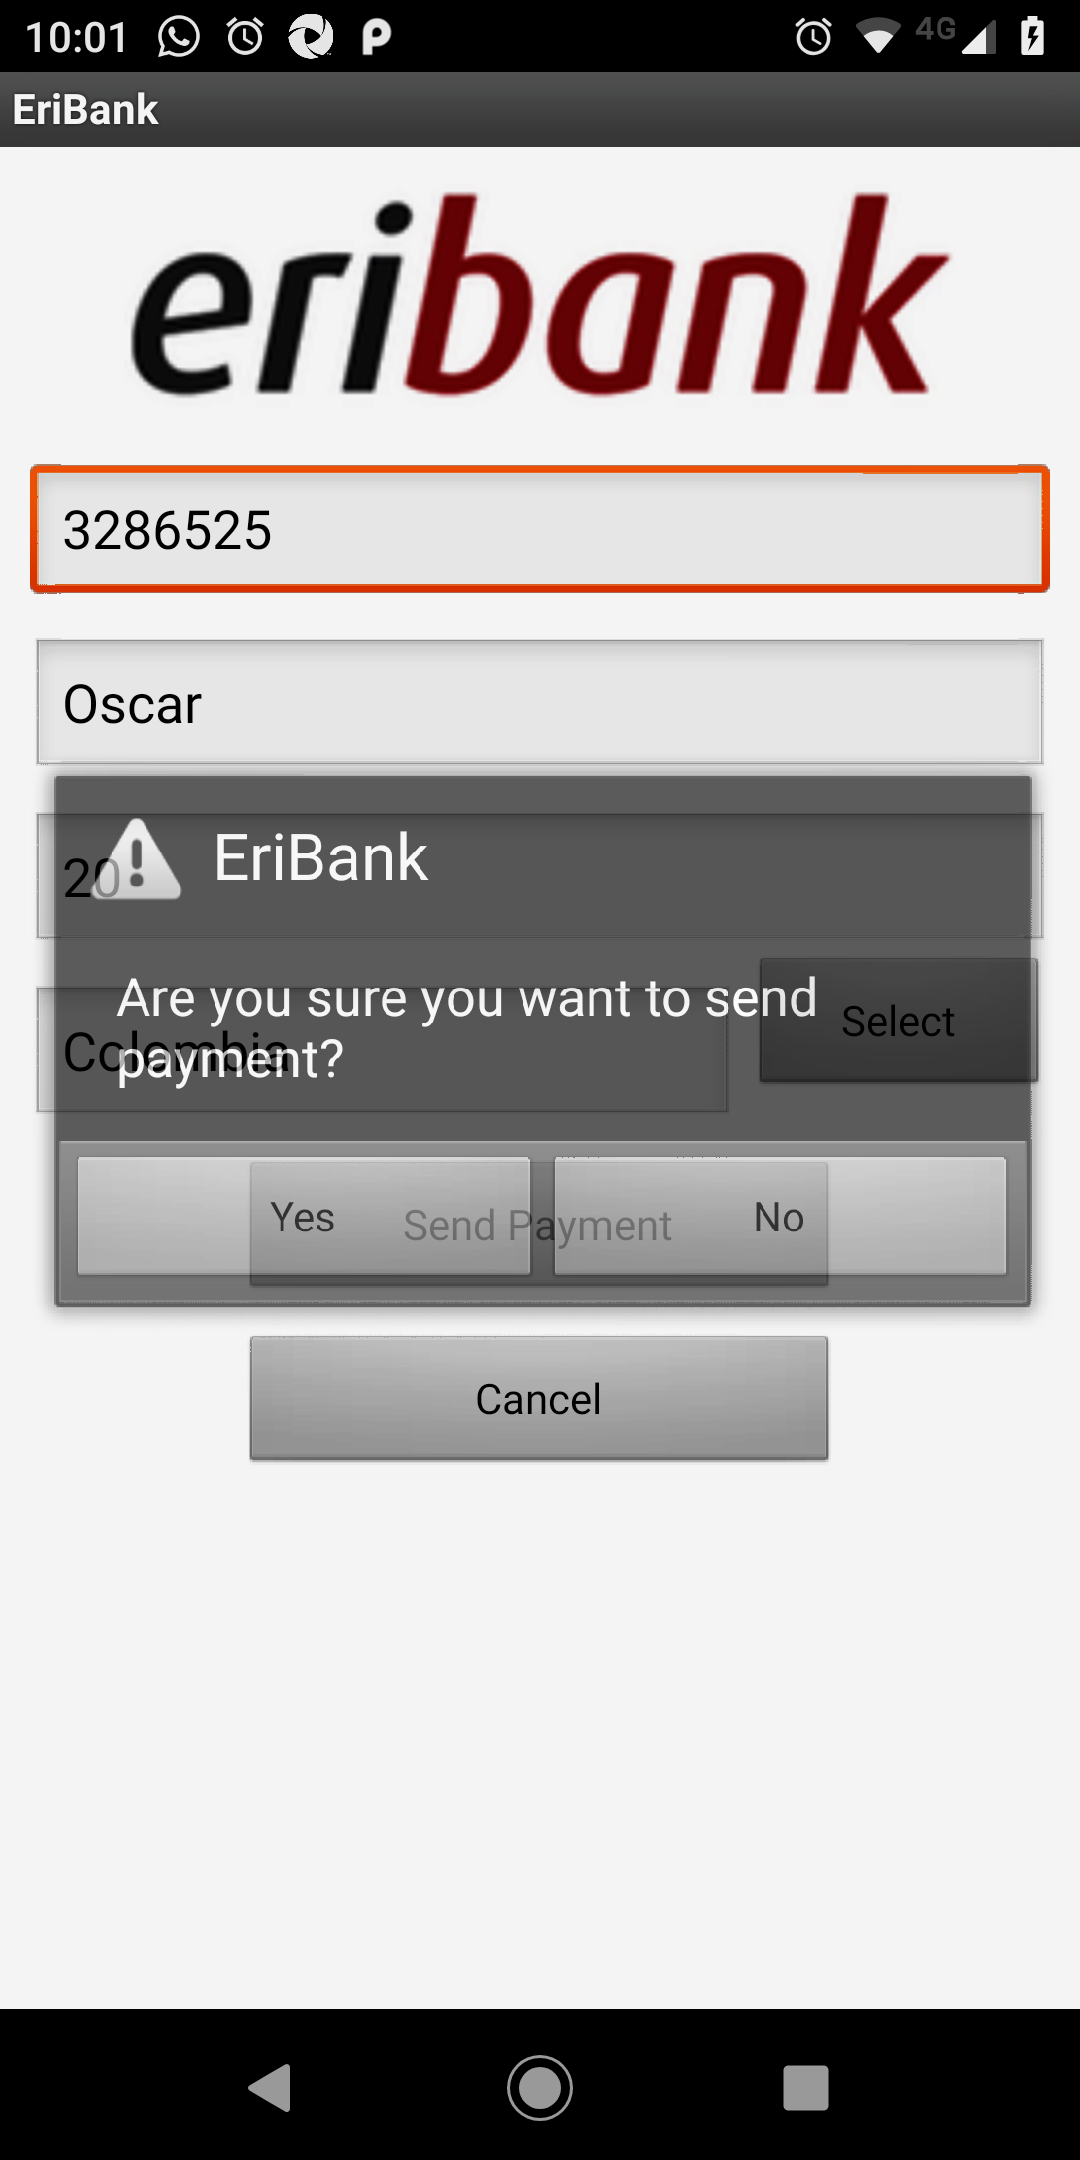 10:01 4G
EriBank
eribank
3286525
Oscar
20
EriBank
Are you sure you want to send
payment?
Colombia
Select
Yes
No
Send Payment
Cancel